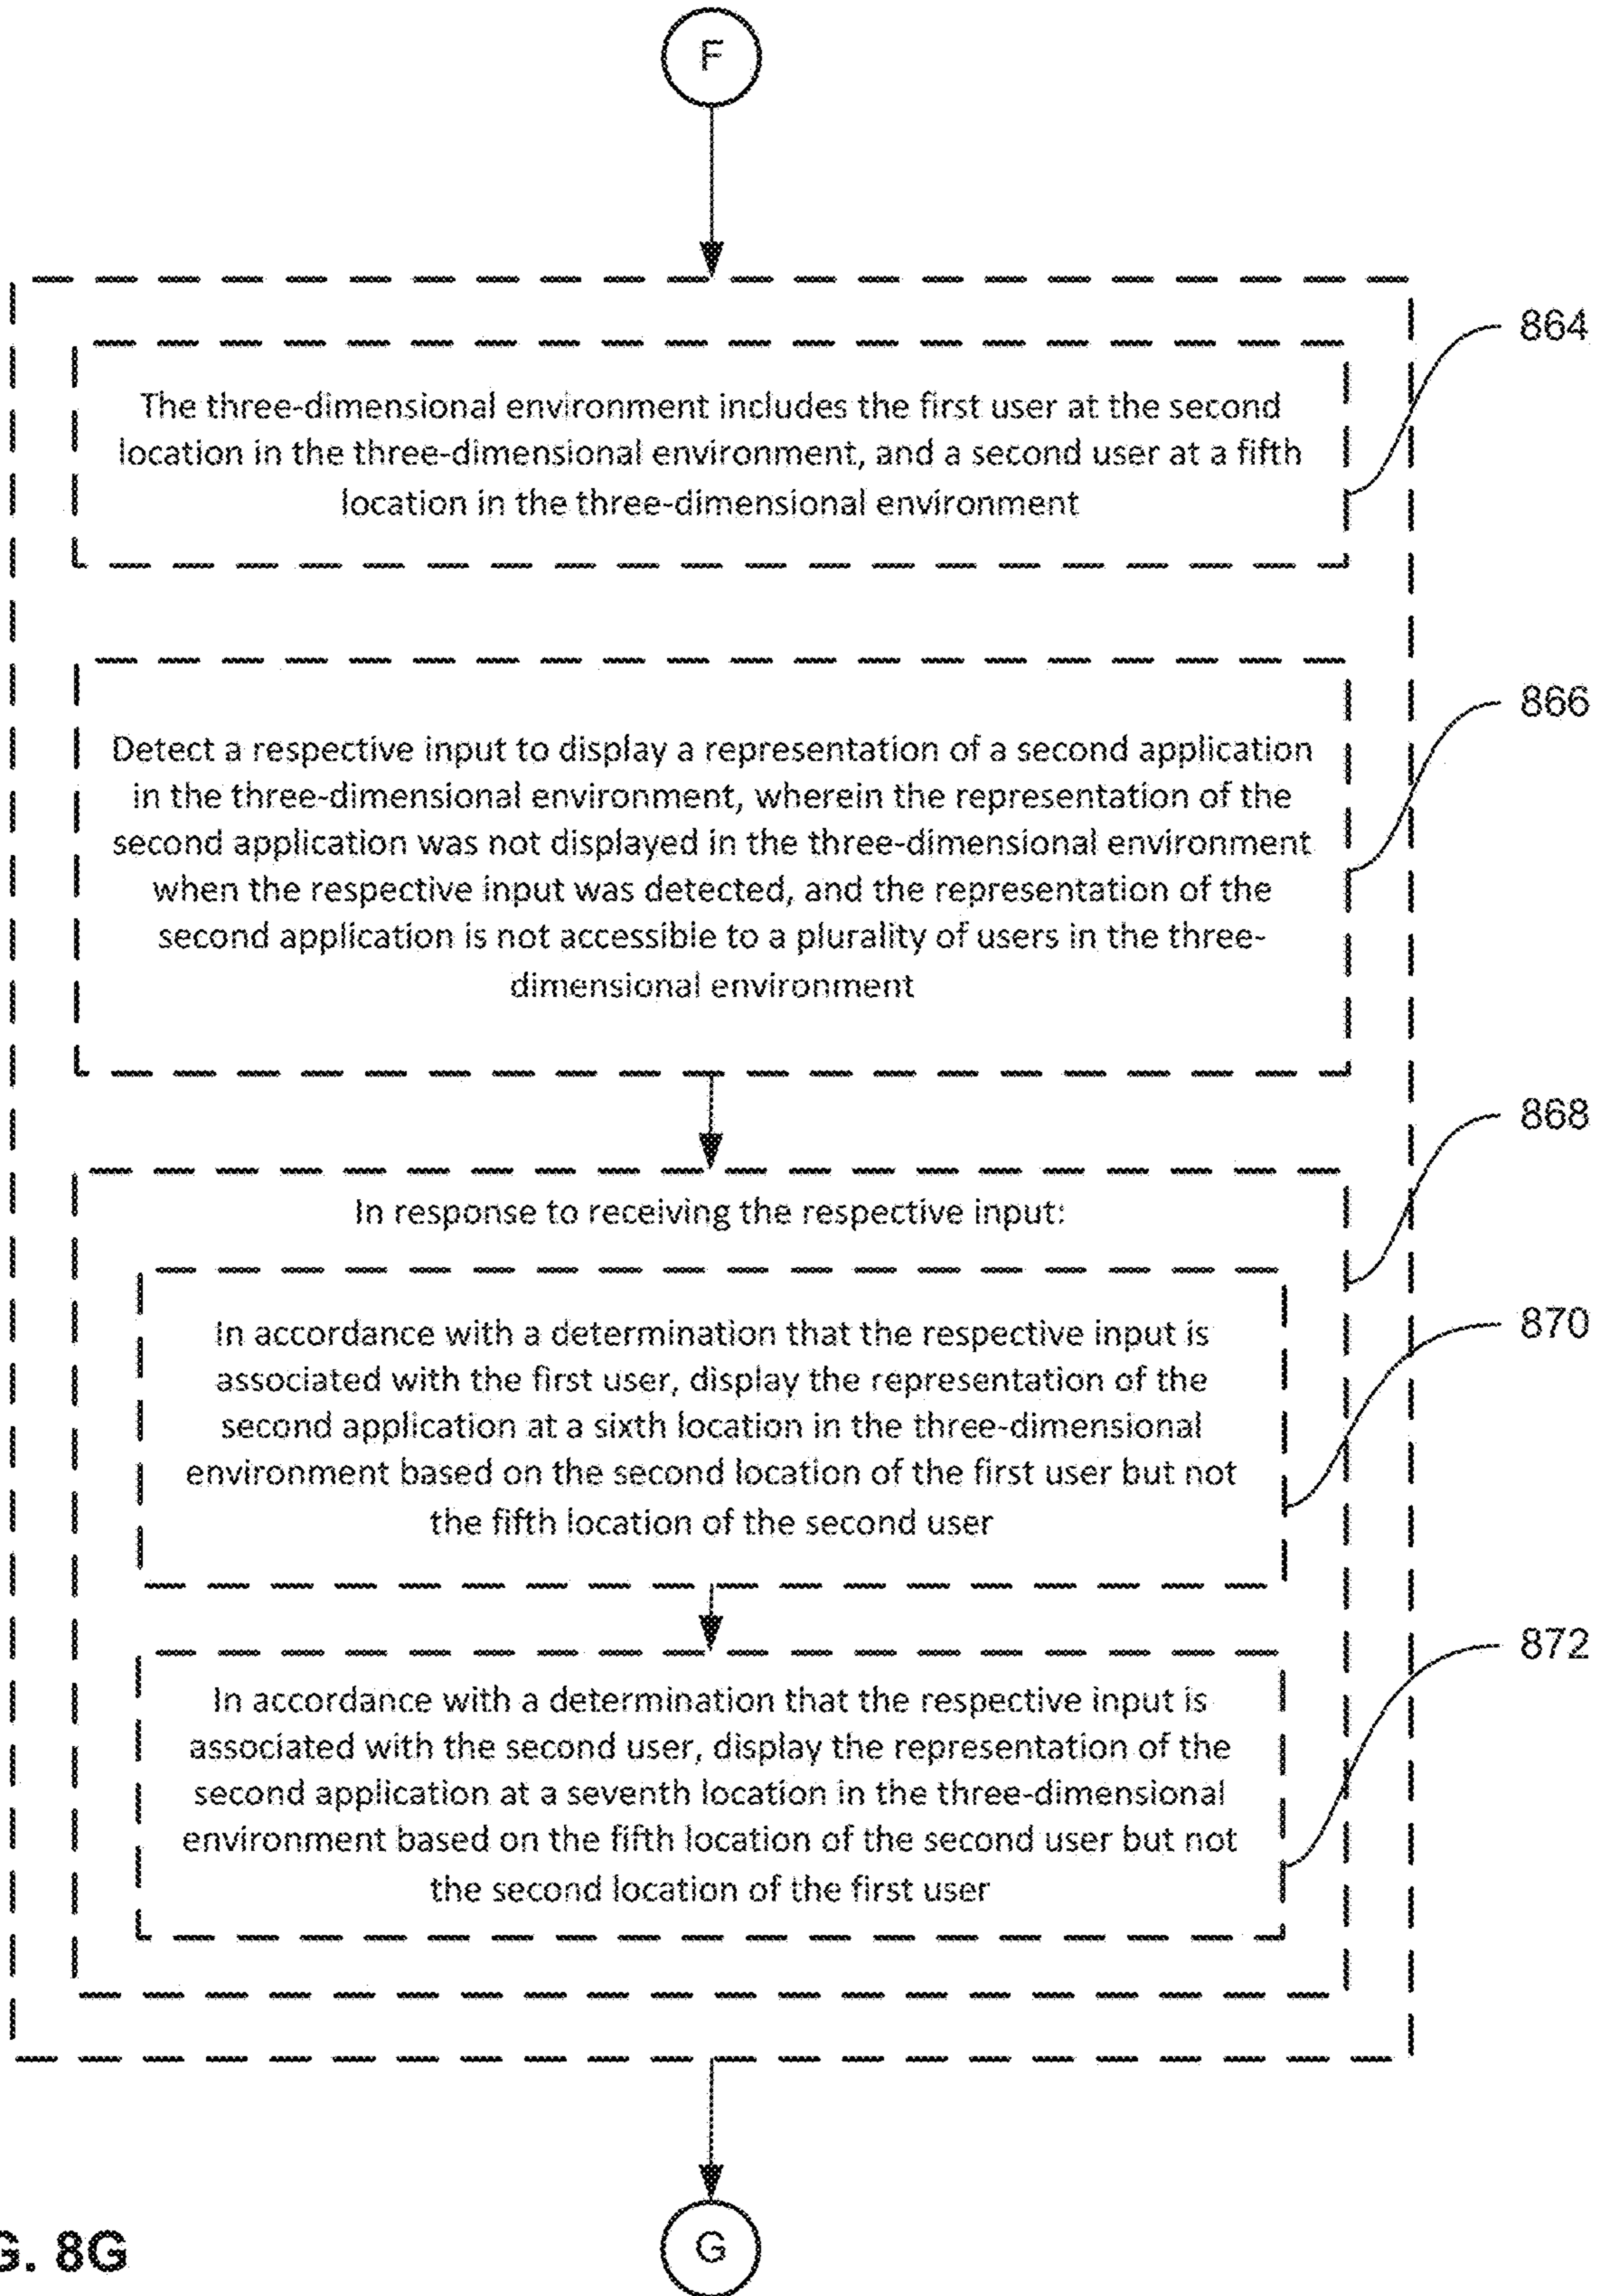 F
864
The three-dimensional environment includes the first user at the second
location in the three-dimensional environment, and a second user at a fifth
location in the three-dimensional environment
866
Detect a respective input to display a representation of a second application
in the three-dimensional environment, wherein the representation of the
second application was not displayed in the three-dimensional environment
when the respective input was detected, and the representation of the
second application is not accessible to a plurality of users in the three-
dimensional environment
868
In response to receiving the respective input:
870
In accordance with a determination that the respective input is
associated with the first user, display the representation of the
second application at a sixth location in the three-dimensional
environment based on the second location of the first user but not
the fifth location of the second user
872
In accordance with a determination that the respective input is
associated with the second user, display the representation of the
second application at a seventh location in the three-dimensional
environment based on the fifth location of the second user but not
the second location of the first user
G. 8G
G